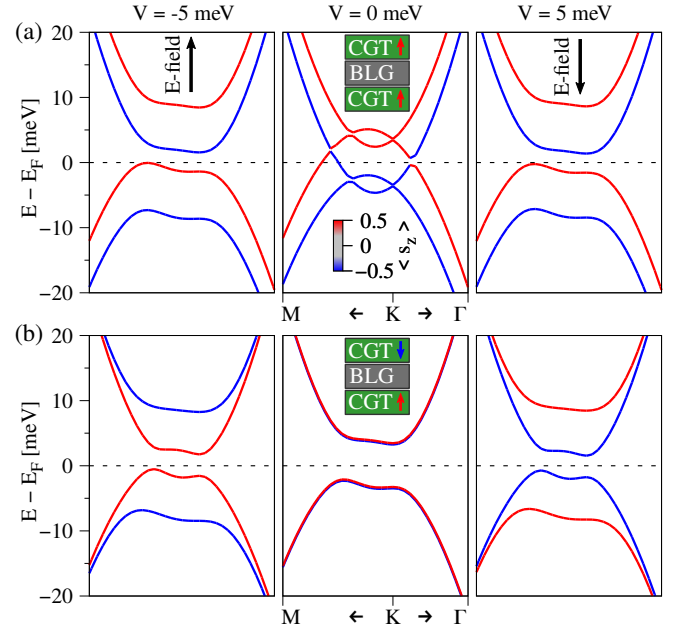 V = -5 meV V = 0 meV V = 5 meV
(a)
E − E_F [meV]
20
10
0
−10
−20
E-field
CGT
BLG
CGT
E-field
0.5
0
−0.5
< s_z >
M K Γ
(b)
E − E_F [meV]
20
10
0
−10
−20
CGT
BLG
CGT
M K Γ